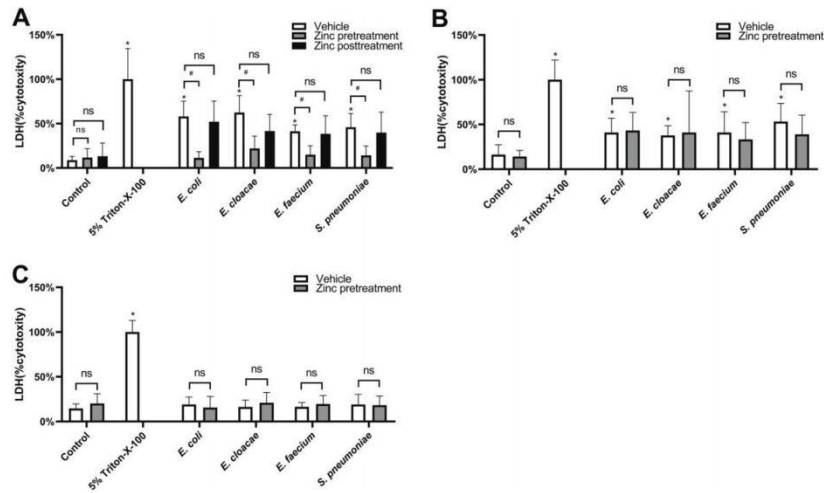 A
Vehicle
Zinc pretreatment
Zinc posttreatment
LDH(%cytotoxity)
150%
100%
50%
0%
ns
ns
*
ns
*
#
ns
*
#
ns
*
#
ns
*
#
Control
5% Triton-X-100
E. coli
E. cloacae
E. faecium
S. pneumoniae
B
Vehicle
Zinc pretreatment
LDH(%cytotoxity)
150%
100%
50%
0%
ns
*
*
ns
*
ns
*
ns
*
ns
Control
5% Triton-X-100
E. coli
E. cloacae
E. faecium
S. pneumoniae
C
Vehicle
Zinc pretreatment
LDH(%cytotoxity)
150%
100%
50%
0%
ns
*
ns
ns
ns
ns
Control
5% Triton-X-100
E. coli
E. cloacae
E. faecium
S. pneumoniae